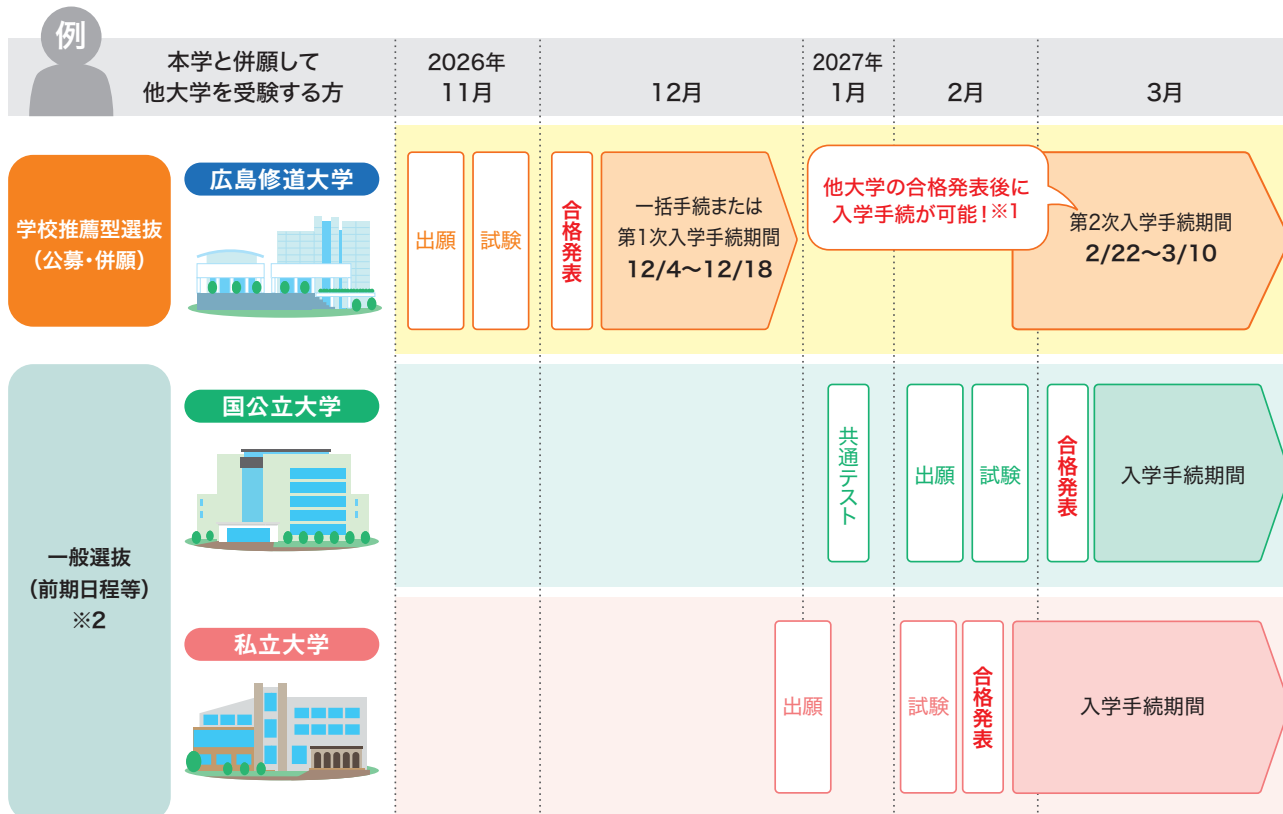 例
本学と併願して
他大学を受験する方
2026年
11月
12月
2027年
1月
2月
3月
学校推薦型選抜
（公募・併願）
広島修道大学
出願
試験
合格発表
一括手続または
第1次入学手続期間
12/4〜12/18
他大学の合格発表後に
入学手続が可能！※1
第2次入学手続期間
2/22〜3/10
一般選抜
（前期日程等）
※2
国公立大学
共通テスト
出願
試験
合格発表
入学手続期間
私立大学
出願
試験
合格発表
入学手続期間